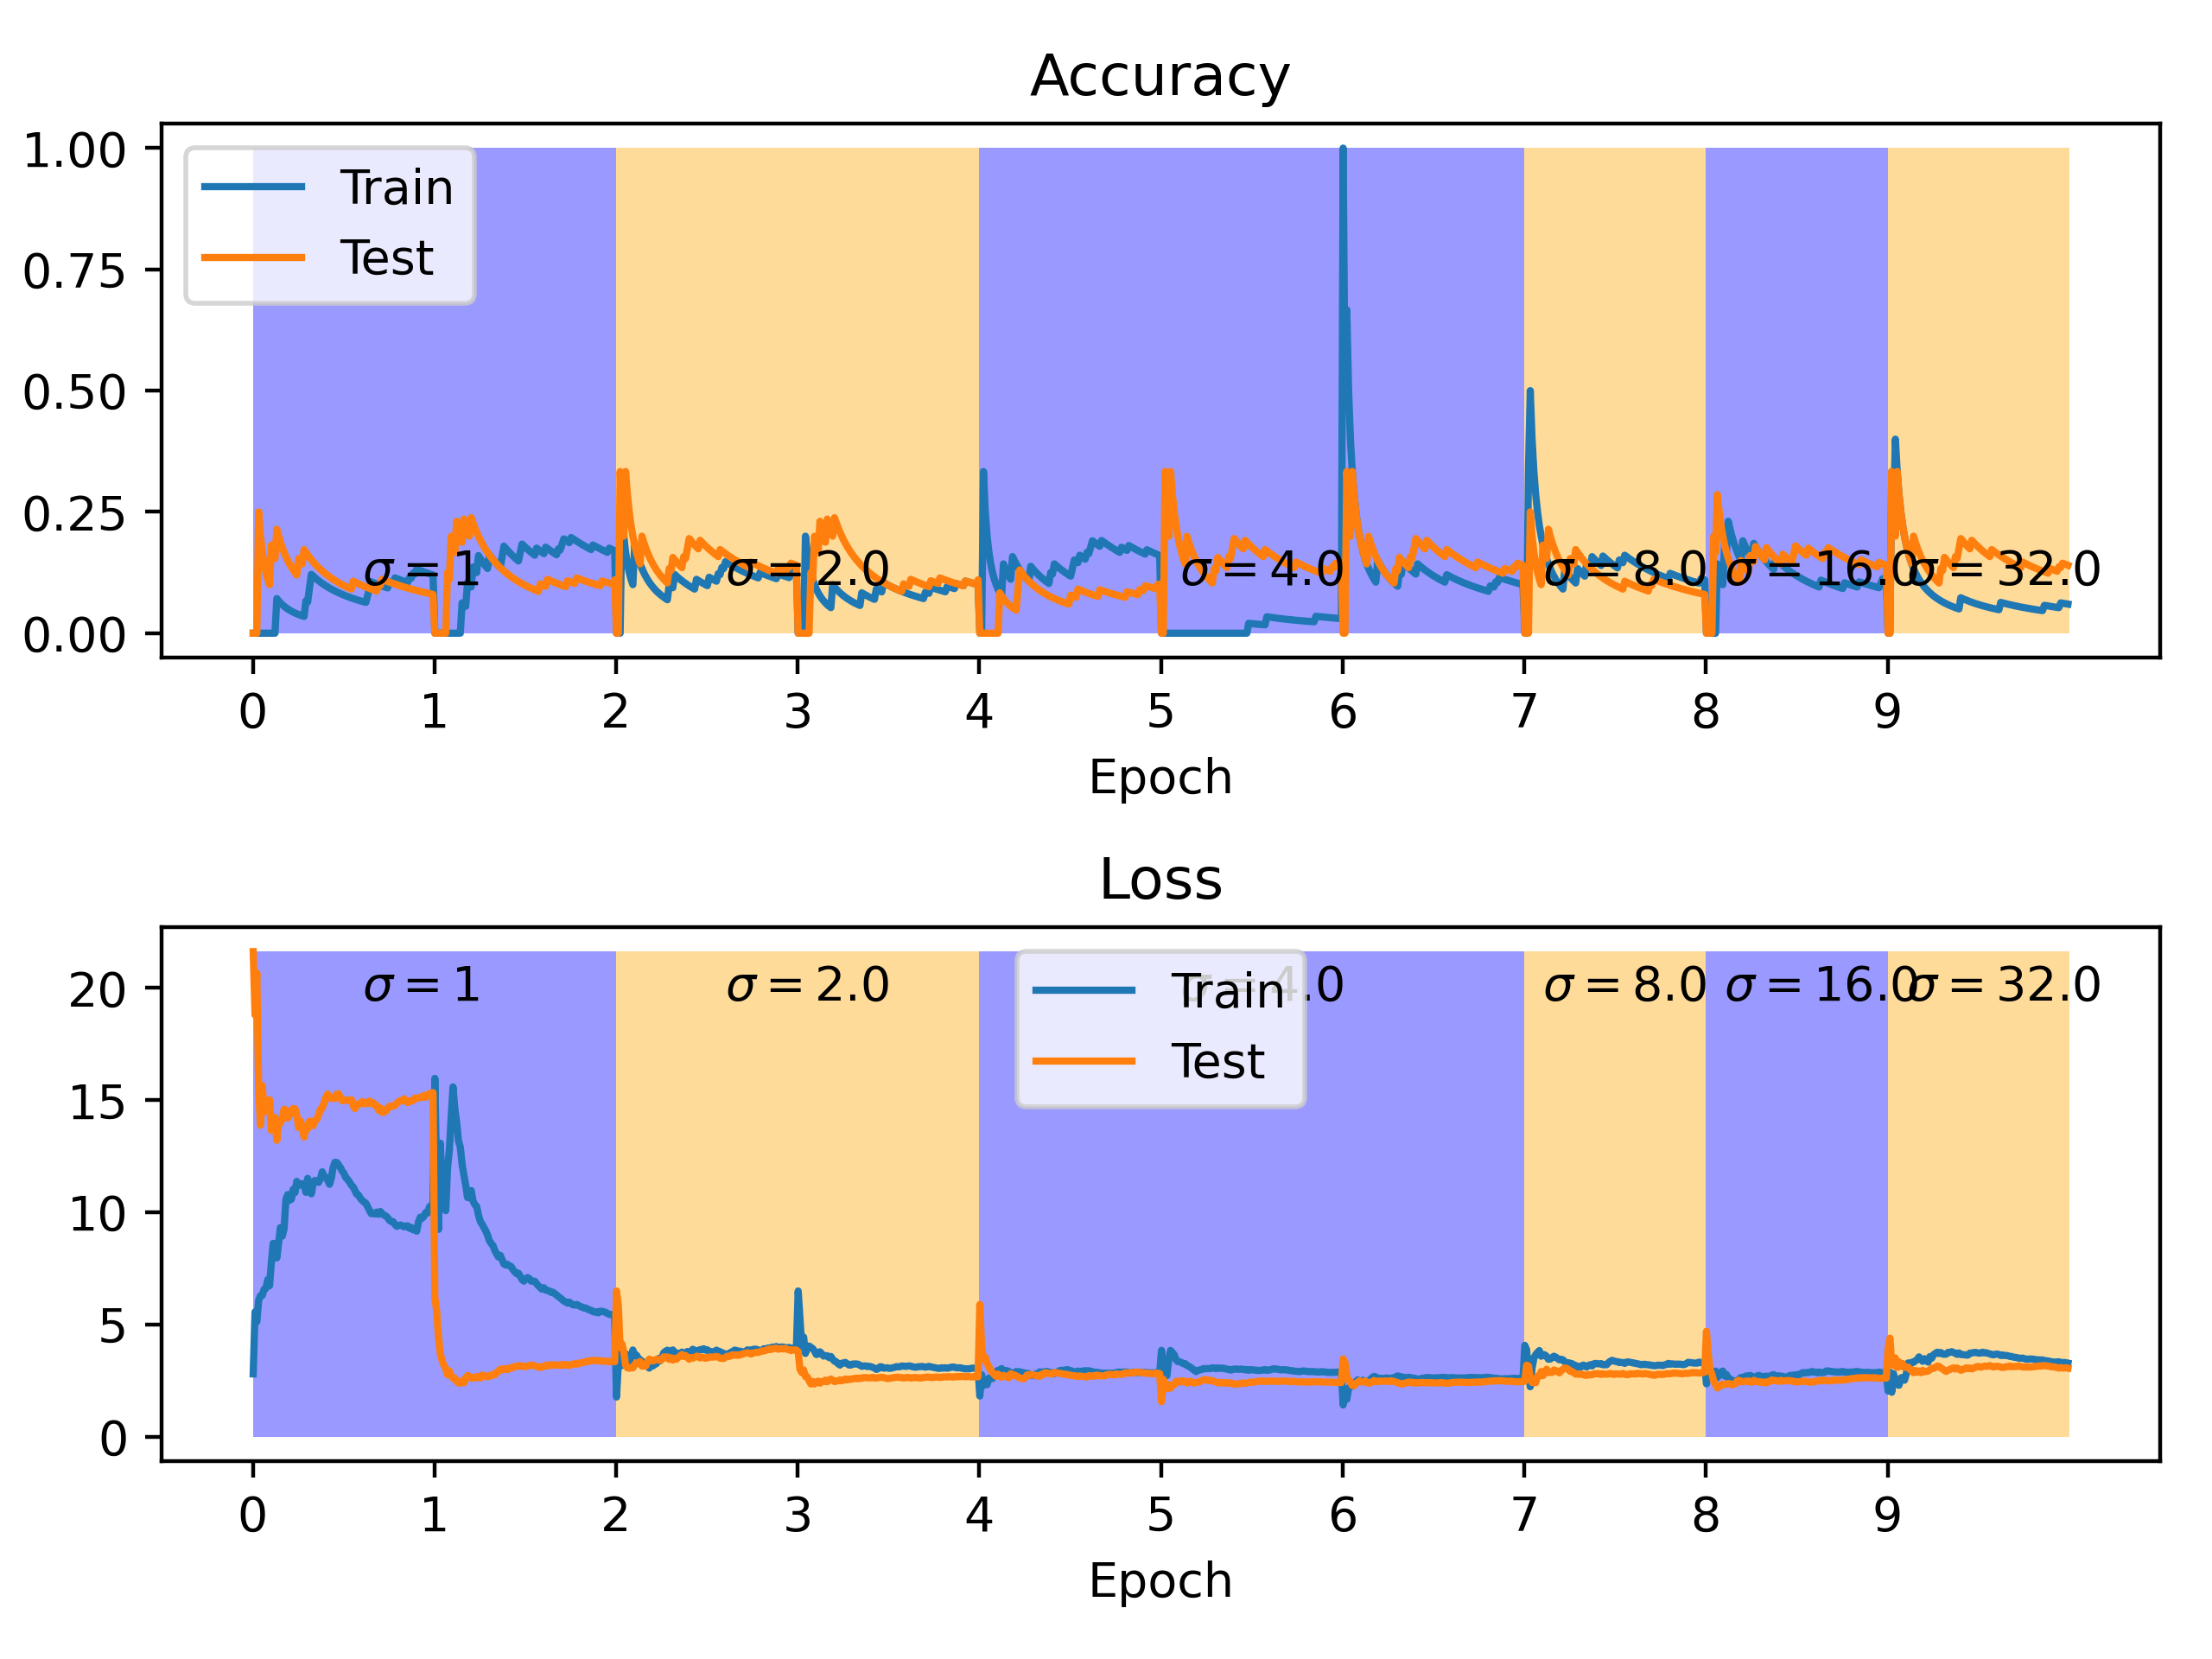 Accuracy
1.00
0.75
0.50
0.25
0.00
Train
Test
σ = 1
σ = 2.0
σ = 4.0
σ = 8.0
σ = 16.0
σ = 32.0
0 1 2 3 4 5 6 7 8 9
Epoch
Loss
20
15
10
5
0
σ = 1
σ = 2.0
σ = 4.0
σ = 8.0
σ = 16.0
σ = 32.0
Train
Test
0 1 2 3 4 5 6 7 8 9
Epoch